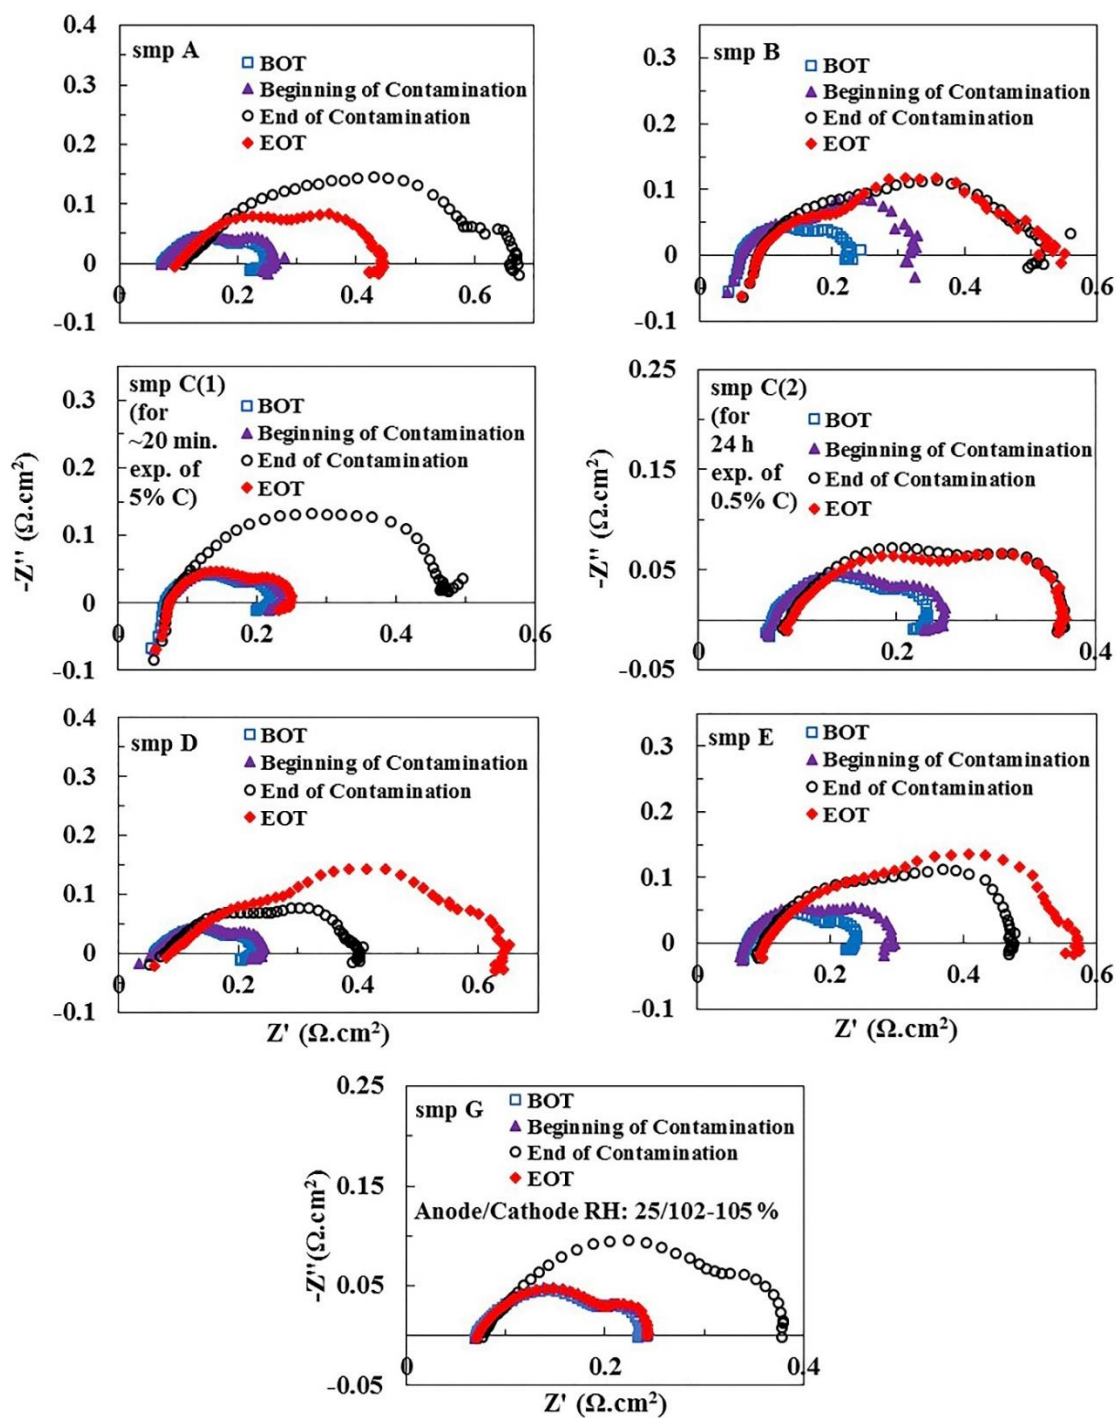 smp A
BOT
Beginning of Contamination
End of Contamination
EOT
0.4
0.3
0.2
0.1
0
-0.1
0
0.2
0.4
0.6
smp B
BOT
Beginning of Contamination
End of Contamination
EOT
0.3
0.2
0.1
0
-0.1
0
0.2
0.4
0.6
smp C(1)
(for
~20 min.
exp. of
5% C)
BOT
Beginning of Contamination
End of Contamination
EOT
0.3
0.2
0.1
0
-0.1
0
0.2
0.4
0.6
-Z'' (Ω.cm²)
smp C(2)
(for
24 h
exp. of
0.5% C)
BOT
Beginning of Contamination
End of Contamination
EOT
0.25
0.15
0.05
-0.05
0
0.2
0.4
-Z'' (Ω.cm²)
smp D
BOT
Beginning of Contamination
End of Contamination
EOT
0.4
0.3
0.2
0.1
0
-0.1
0
0.2
0.4
0.6
Z' (Ω.cm²)
smp E
BOT
Beginning of Contamination
End of Contamination
EOT
0.3
0.2
0.1
0
-0.1
0
0.2
0.4
0.6
Z' (Ω.cm²)
smp G
BOT
Beginning of Contamination
End of Contamination
EOT
Anode/Cathode RH: 25/102-105 %
0.25
0.15
0.05
-0.05
0
0.2
0.4
-Z''(Ω.cm²)
Z' (Ω.cm²)